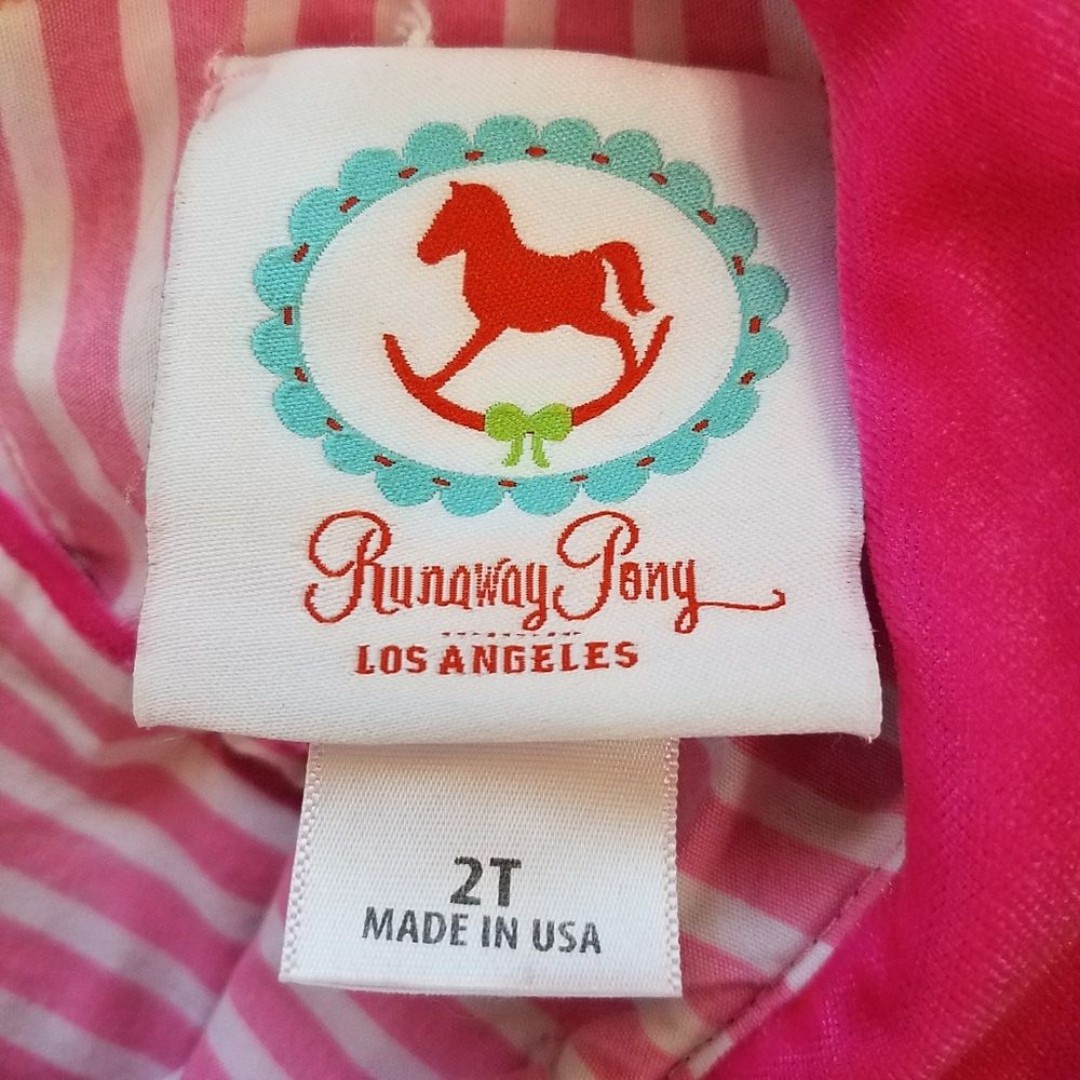 Runaway Pony
LOS ANGELES
2T
MADE IN USA